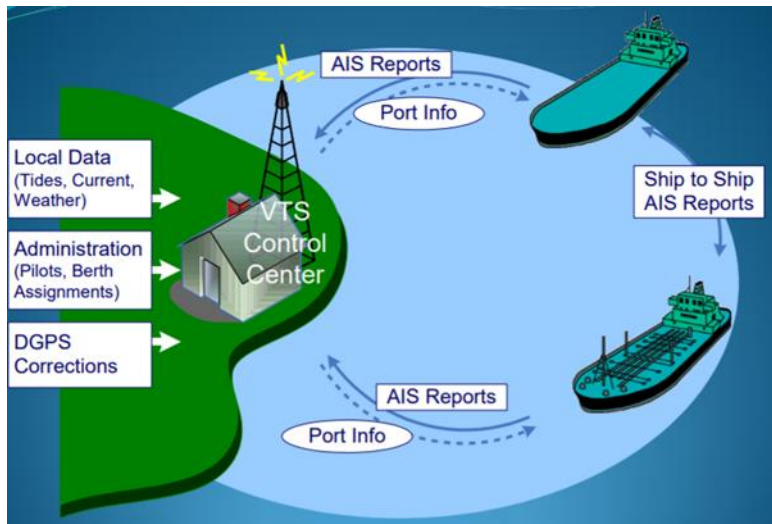 AIS Reports
Port Info
Local Data
(Tides, Current,
Weather)
Ship to Ship
AIS Reports
VTS
Control
Center
Administration
(Pilots, Berth
Assignments)
DGPS
Corrections
AIS Reports
Port Info